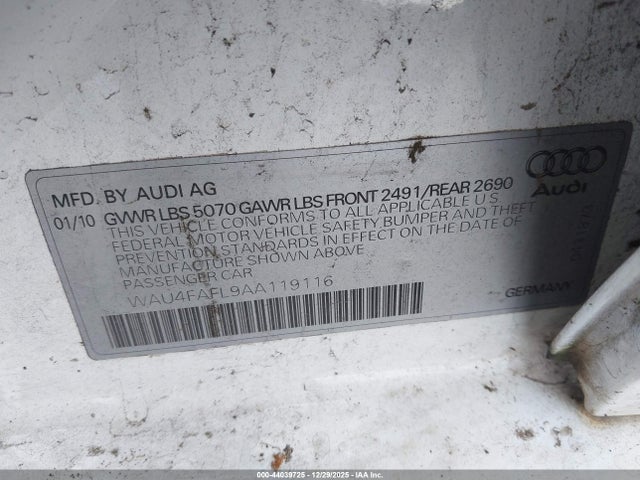 MFD. BY AUDI AG
01/10 GVWR LBS 5070 GAWR LBS FRONT 2491/REAR 2690
THIS VEHICLE CONFORMS TO ALL APPLICABLE U S
FEDERAL MOTOR VEHICLE SAFETY,BUMPER AND THEFT
PREVENTION STANDARDS IN EFFECT ON THE DATE OF
MANUFACTURE SHOWN ABOVE
PASSENGER CAR
WAU4FAFL9AA119116
Audi
GERMANY
000-44039725 - 12/29/2025 - IAA Inc.